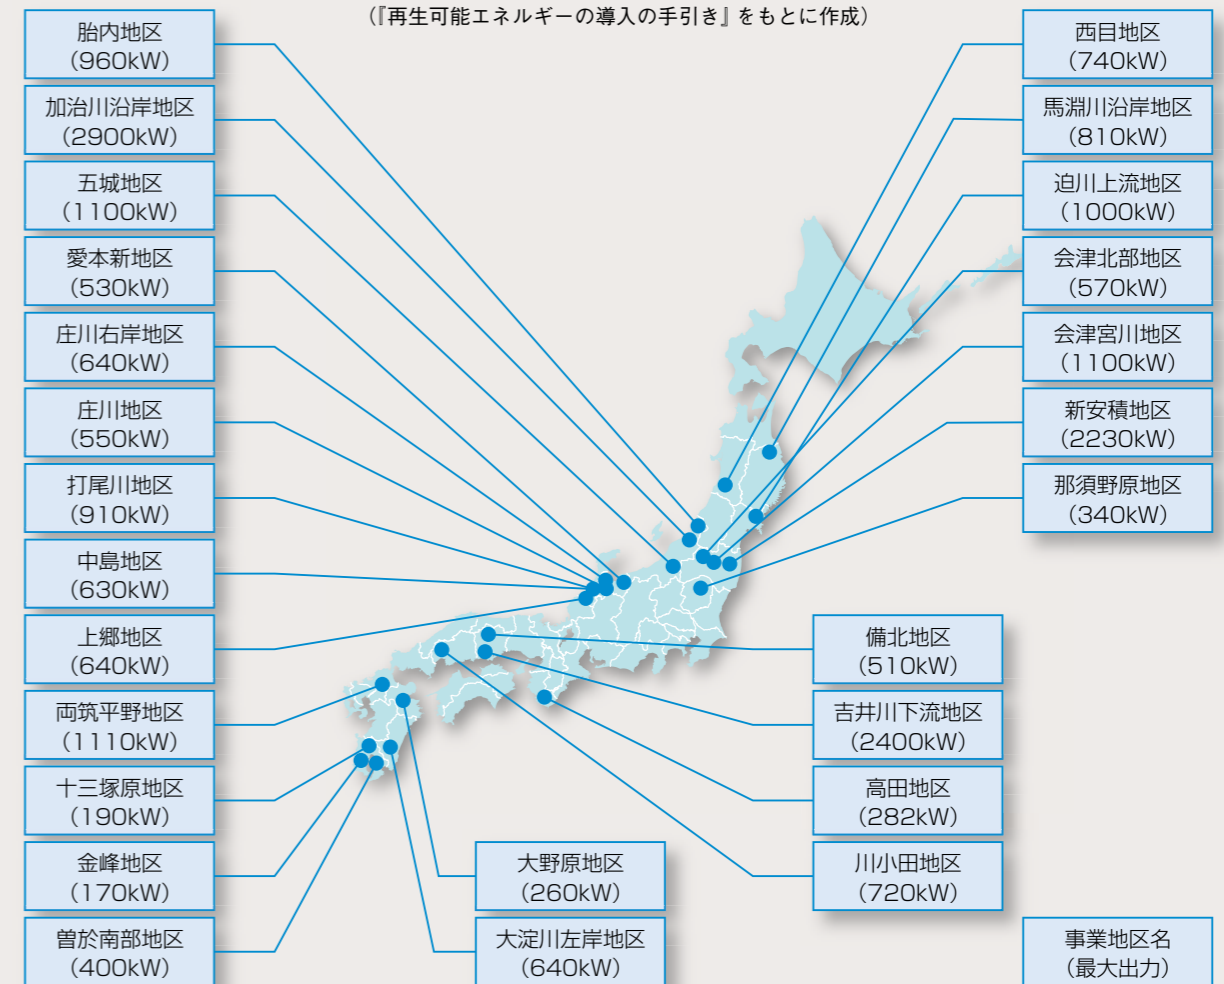 （『再生可能エネルギーの導入の手引き』をもとに作成）
胎内地区
（960kW）
加治川沿岸地区
（2900kW）
五城地区
（1100kW）
愛本新地区
（530kW）
庄川右岸地区
（640kW）
庄川地区
（550kW）
打尾川地区
（910kW）
中島地区
（630kW）
上郷地区
（640kW）
両筑平野地区
（1110kW）
十三塚原地区
（190kW）
金峰地区
（170kW）
曽於南部地区
（400kW）
大野原地区
（260kW）
大淀川左岸地区
（640kW）
西目地区
（740kW）
馬淵川沿岸地区
（810kW）
迫川上流地区
（1000kW）
会津北部地区
（570kW）
会津宮川地区
（1100kW）
新安積地区
（2230kW）
那須野原地区
（340kW）
備北地区
（510kW）
吉井川下流地区
（2400kW）
高田地区
（282kW）
川小田地区
（720kW）
事業地区名
（最大出力）